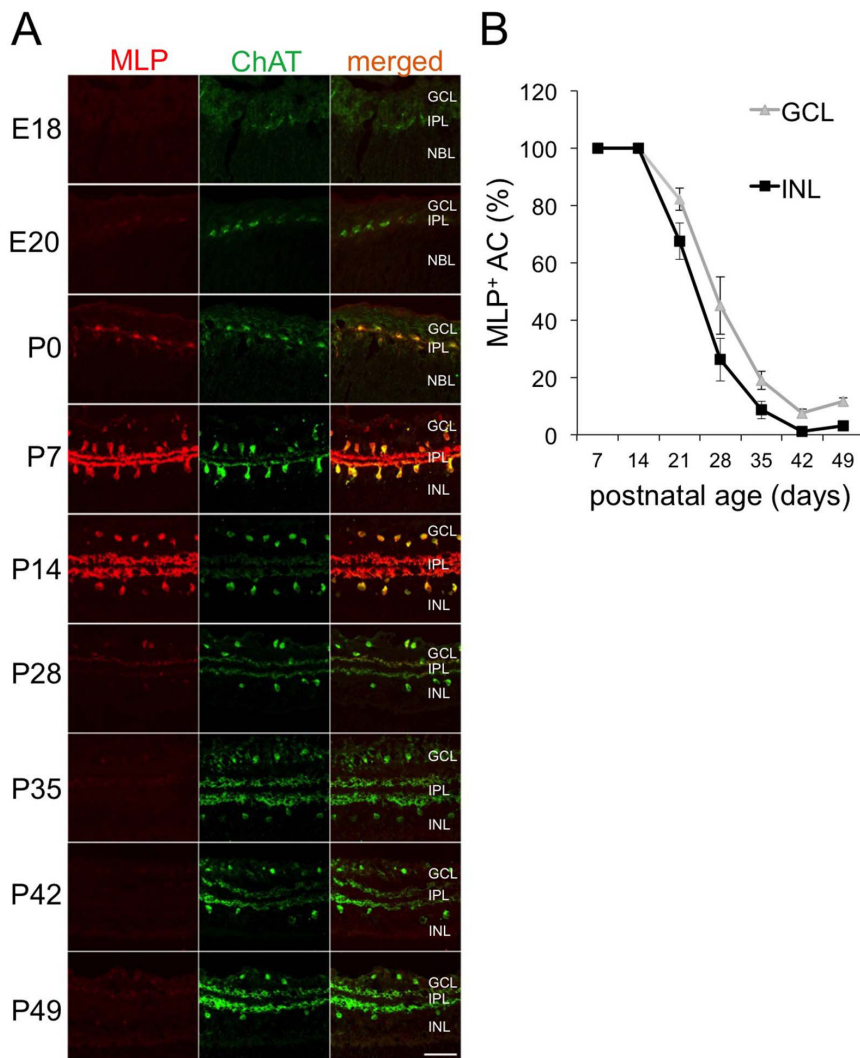 A
MLP ChAT merged
E18
GCL
IPL
NBL
E20
GCL
IPL
NBL
P0
GCL
IPL
NBL
P7
GCL
IPL
INL
P14
GCL
IPL
INL
P28
GCL
IPL
INL
P35
GCL
IPL
INL
P42
GCL
IPL
INL
P49
GCL
IPL
INL
B
120
100
80
60
40
20
0
MLP⁺ AC (%)
GCL
INL
7 14 21 28 35 42 49
postnatal age (days)